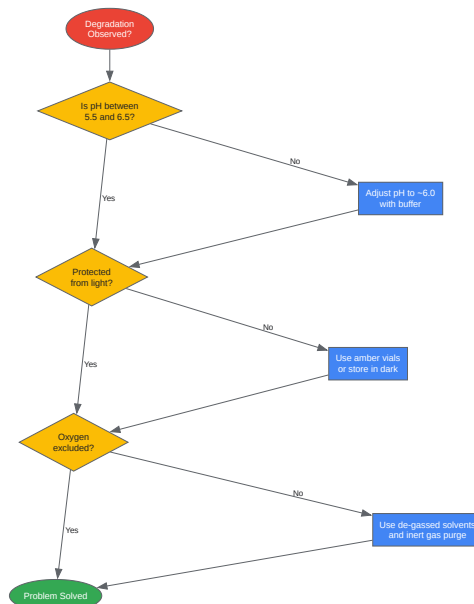 Degradation
Observed?
Is pH between
5.5 and 6.5?
No
Adjust pH to ~6.0
with buffer
Yes
Protected
from light?
No
Use amber vials
or store in dark
Yes
Oxygen
excluded?
No
Use de-gassed solvents
and inert gas purge
Yes
Problem Solved